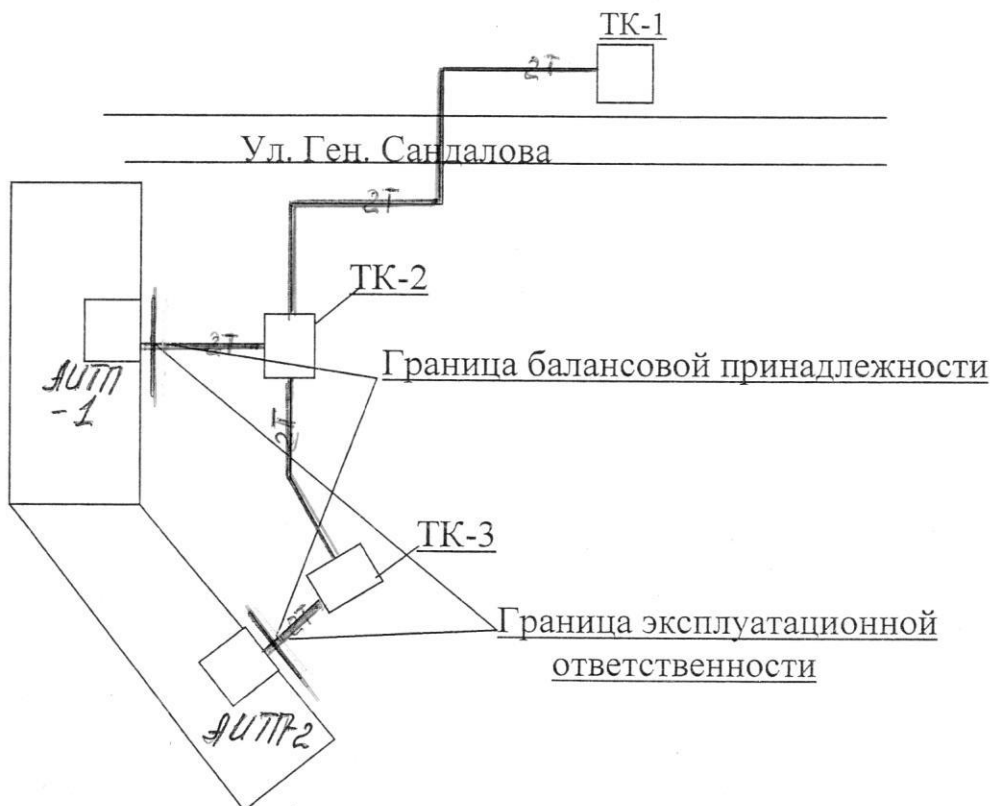 ТК-1
2Т
Ул. Ген. Сандалова
2Т
ТК-2
2Т
Граница балансовой принадлежности
АИТП
-1
2Т
ТК-3
2Т
Граница эксплуатационной
ответственности
АИТП-2